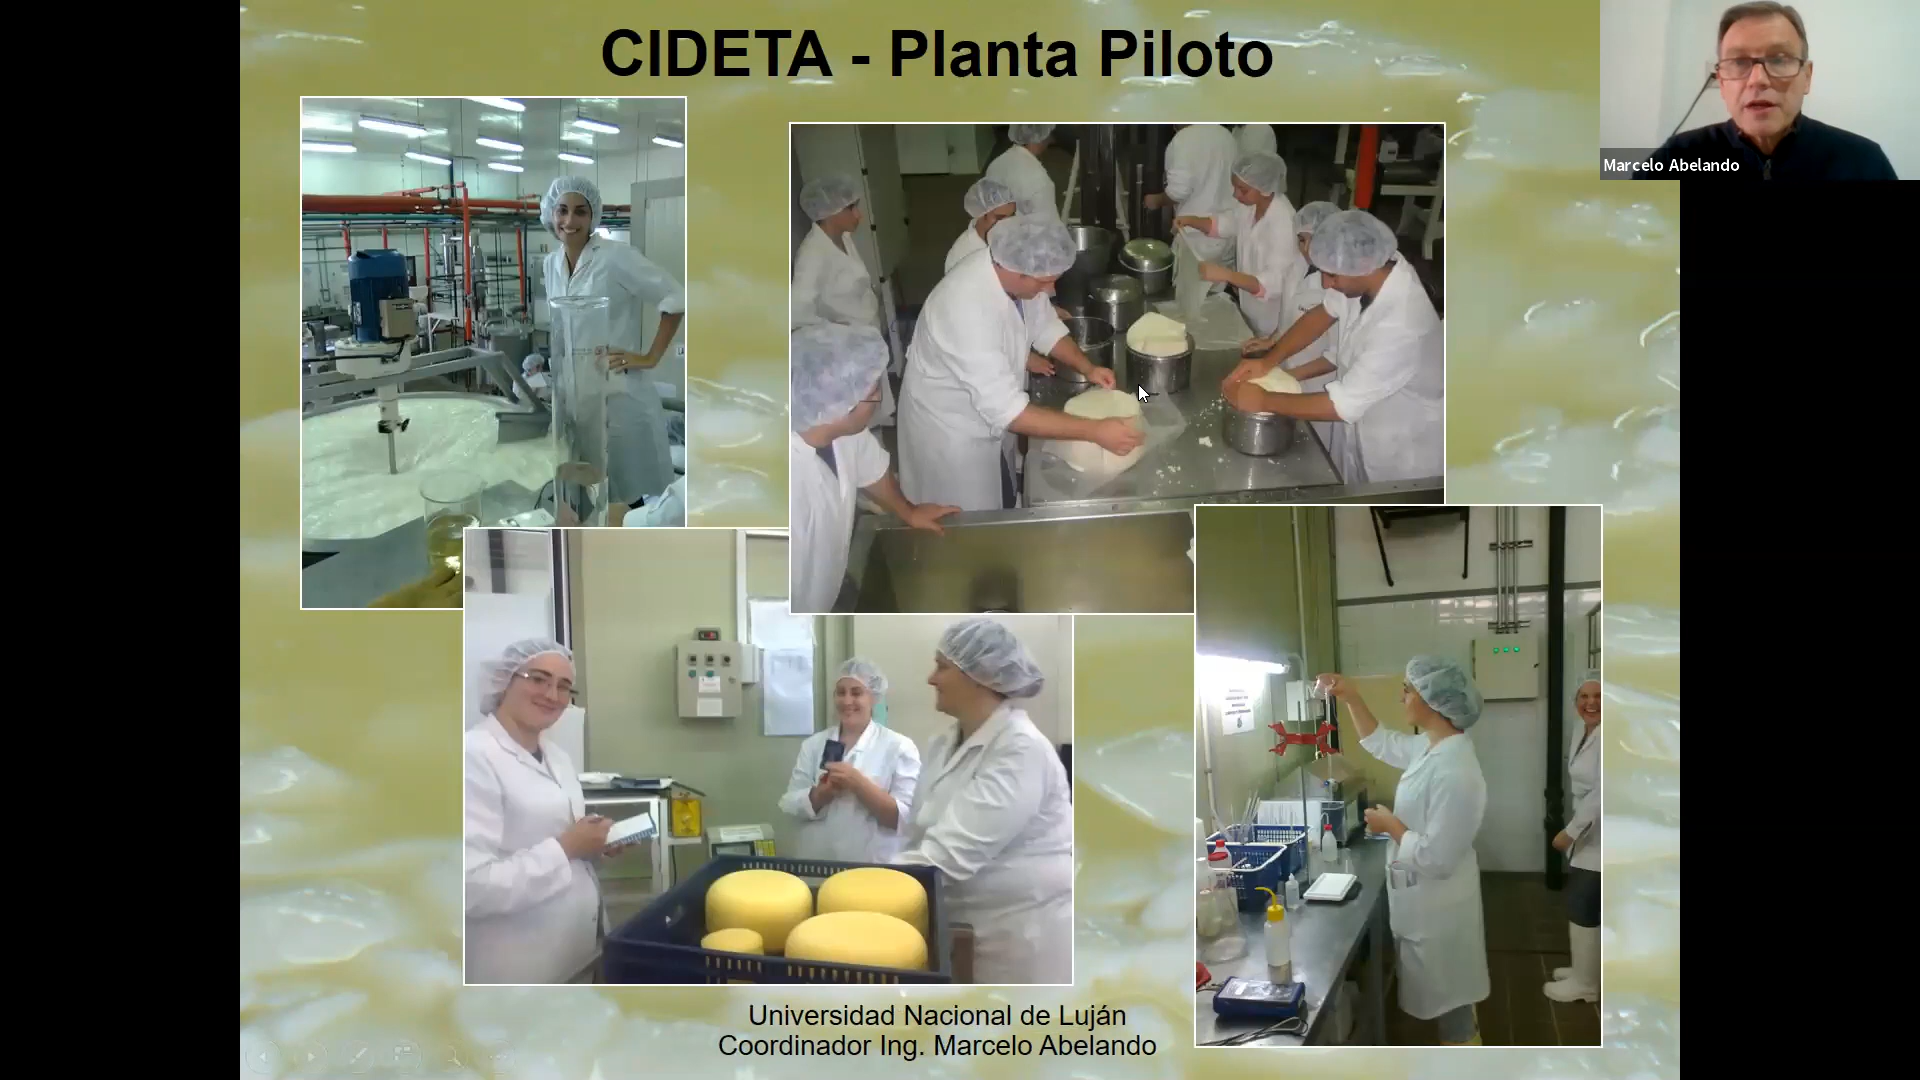 CIDETA - Planta Piloto
Marcelo Abelando
Universidad Nacional de Luján
Coordinador Ing. Marcelo Abelando